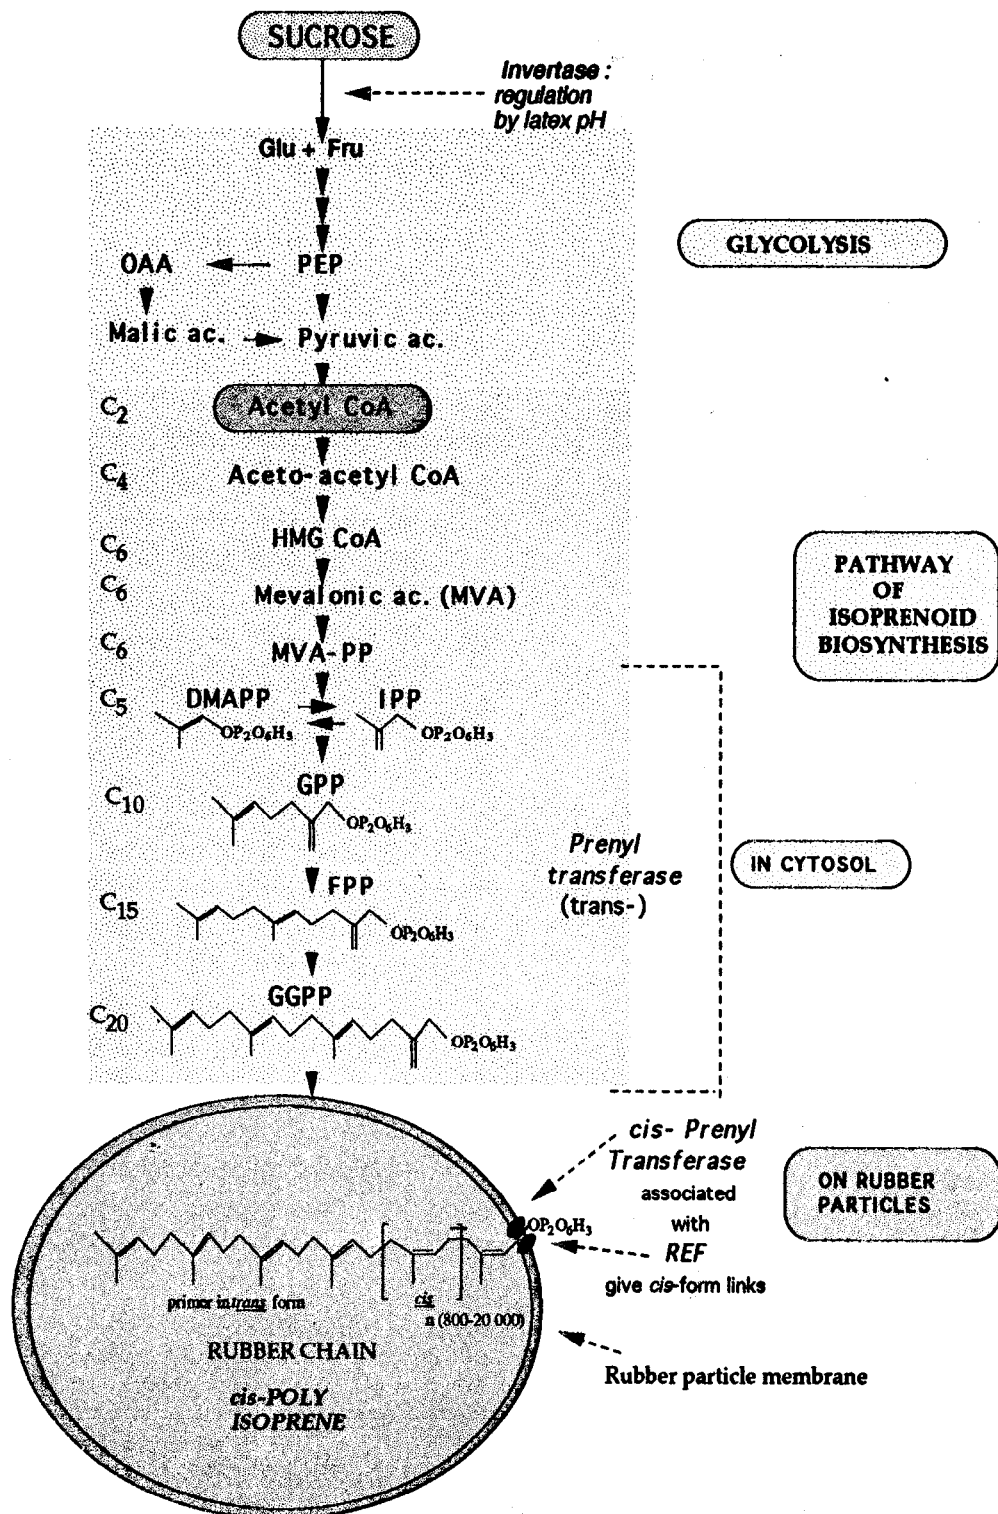 SUCROSE
Invertase :
regulation
by latex pH
Glu + Fru
GLYCOLYSIS
OAA
PEP
Malic ac.
Pyruvic ac.
C2
Acetyl CoA
C4
Aceto-acetyl CoA
C6
HMG CoA
C6
Mevalonic ac. (MVA)
PATHWAY
OF
ISOPRENOID
BIOSYNTHESIS
C6
MVA-PP
C5
DMAPP
IPP
OP2O6H3
OP2O6H3
C10
GPP
OP2O6H3
Prenyl
transferase
(trans-)
IN CYTOSOL
C15
FPP
OP2O6H3
C20
GGPP
OP2O6H3
cis- Prenyl
Transferase
associated
with
REF
give cis-form links
ON RUBBER
PARTICLES
OP2O6H3
primer in trans form
cis
n (800-20 000)
RUBBER CHAIN
cis-POLY
ISOPRENE
Rubber particle membrane